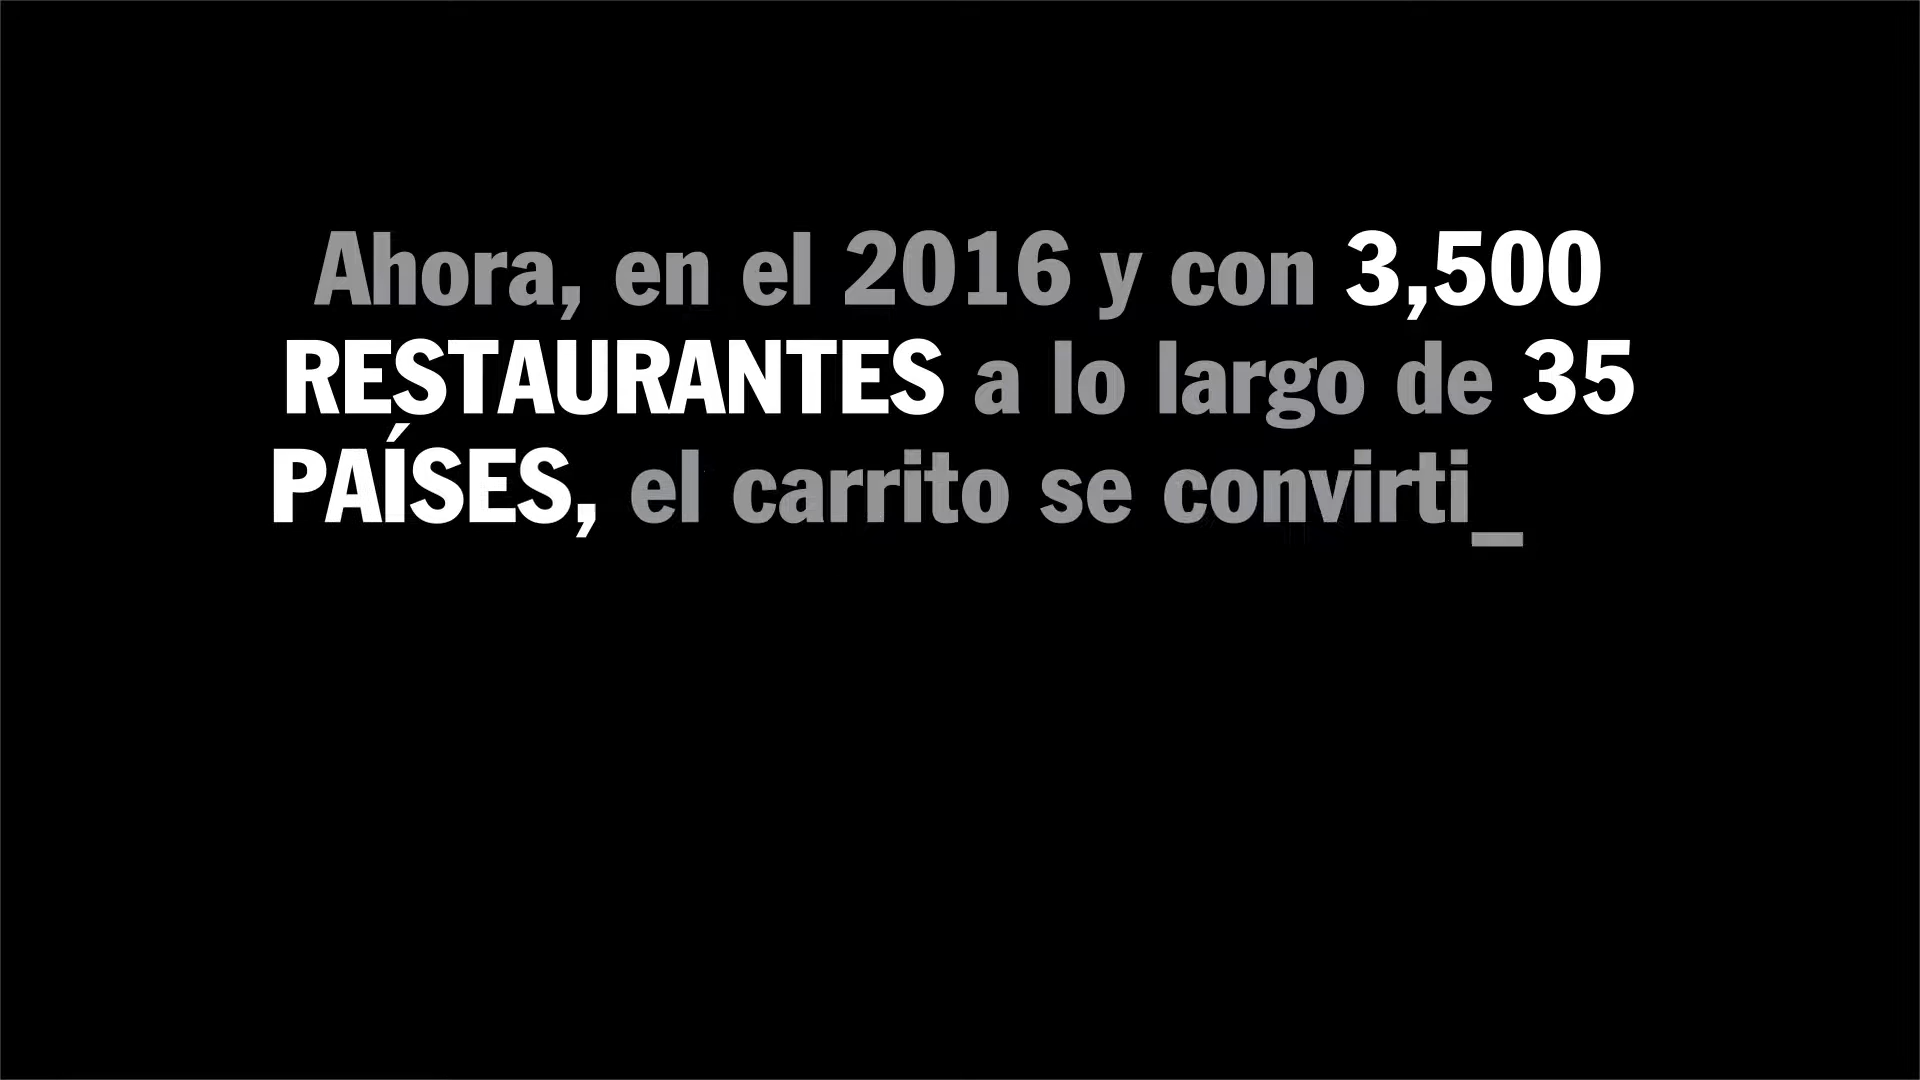 Ahora, en el 2016 y con 3,500
RESTAURANTES a lo largo de 35
PAÍSES, el carrito se convirti_